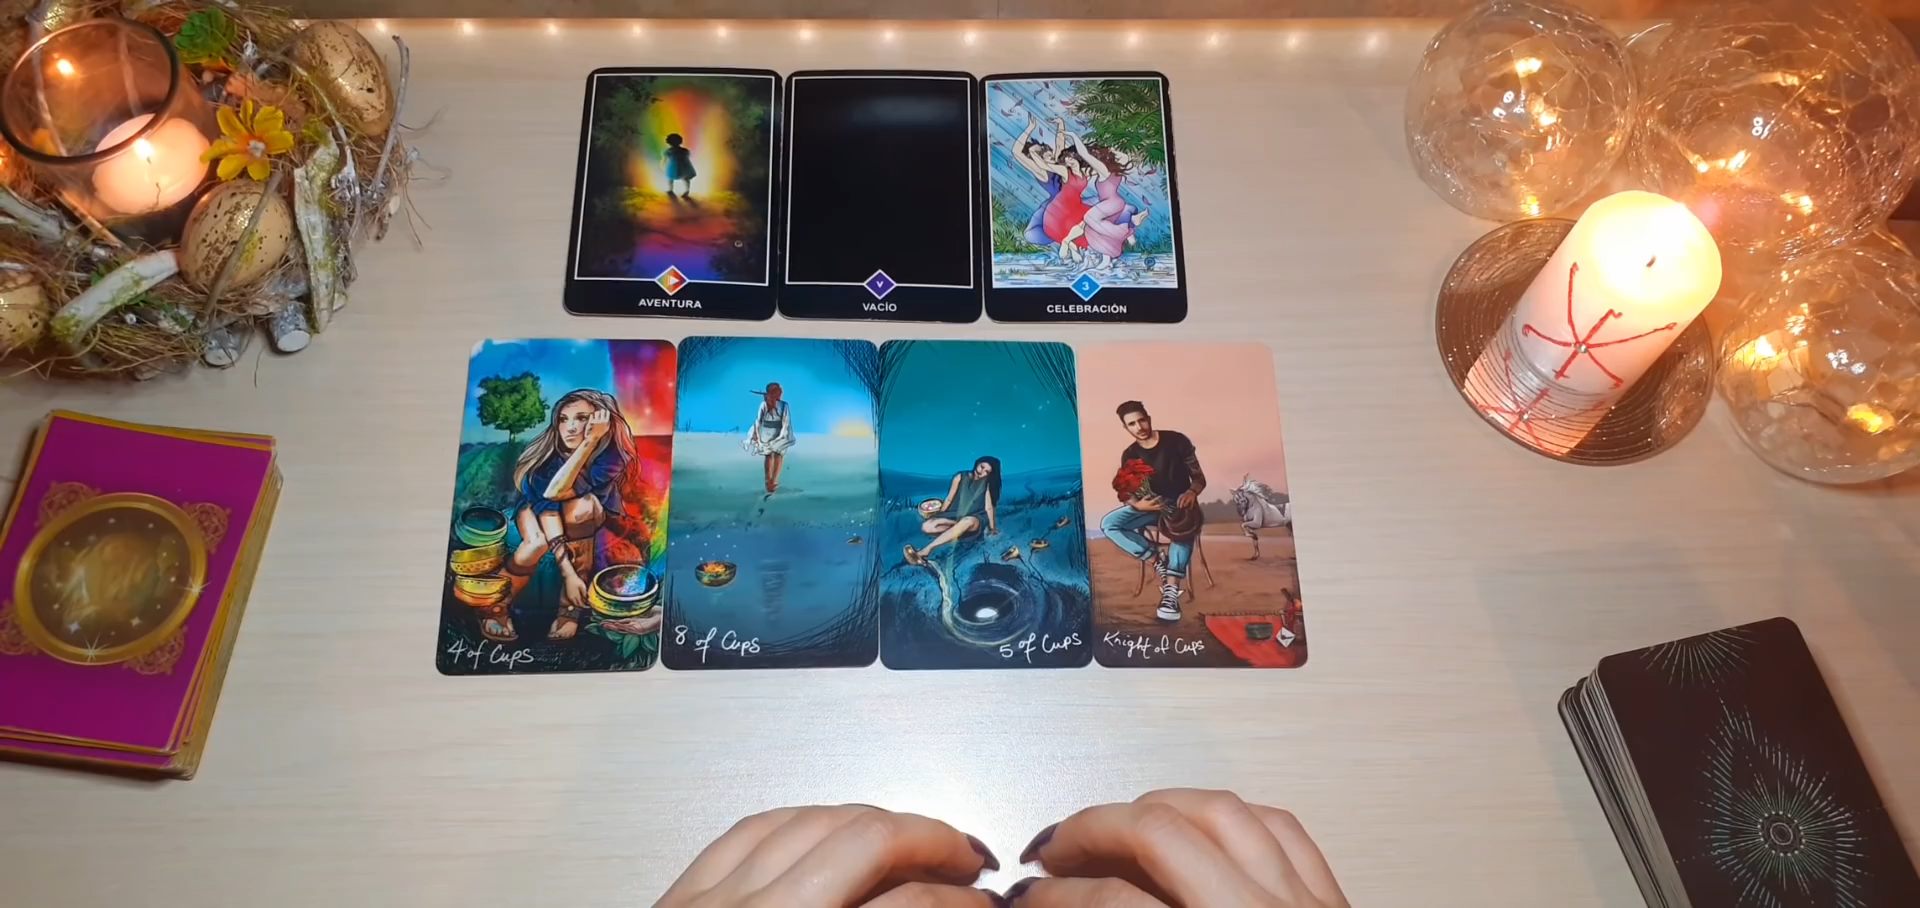 AVENTURA
V
VACÍO
3
CELEBRACIÓN
4 of Cups
8 of Cups
5 of Cups
Knight of Cups